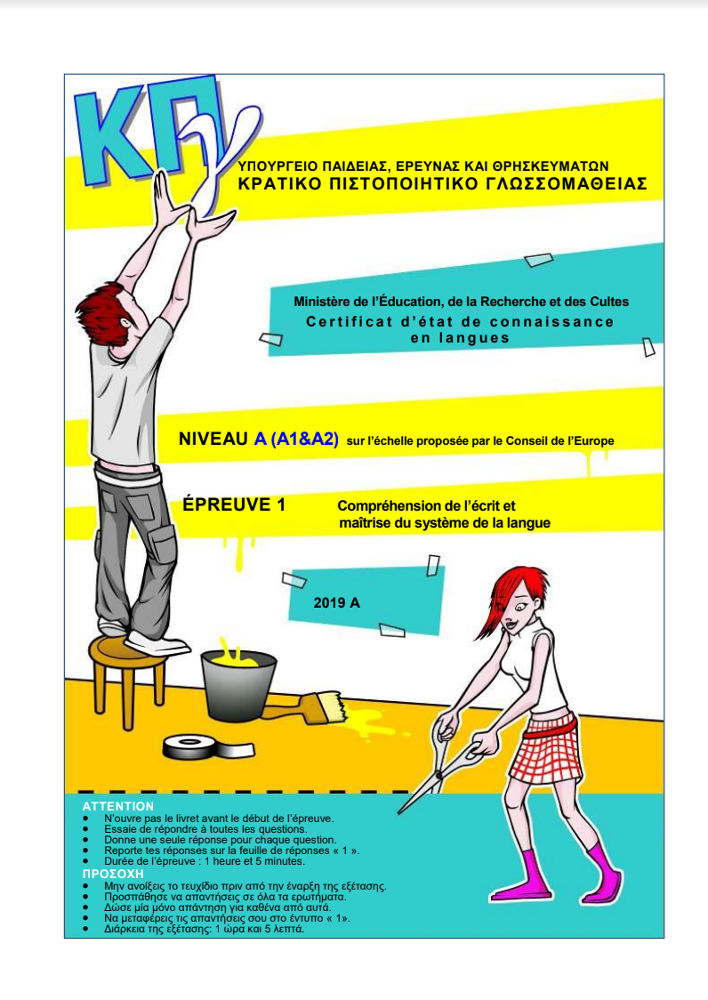 ΚΠγ
ΥΠΟΥΡΓΕΙΟ ΠΑΙΔΕΙΑΣ, ΕΡΕΥΝΑΣ ΚΑΙ ΘΡΗΣΚΕΥΜΑΤΩΝ
ΚΡΑΤΙΚΟ ΠΙΣΤΟΠΟΙΗΤΙΚΟ ΓΛΩΣΣΟΜΑΘΕΙΑΣ
Ministère de l’Éducation, de la Recherche et des Cultes
Certificat d’état de connaissance
en langues
NIVEAU A (A1&A2) sur l’échelle proposée par le Conseil de l’Europe
ÉPREUVE 1 Compréhension de l’écrit et
maîtrise du système de la langue
2019 A
ATTENTION
● N’ouvre pas le livret avant le début de l’épreuve.
● Essaie de répondre à toutes les questions.
● Donne une seule réponse pour chaque question.
● Reporte tes réponses sur la feuille de réponses « 1 ».
● Durée de l’épreuve : 1 heure et 5 minutes.
ΠΡΟΣΟΧΗ
● Μην ανοίξεις το τευχίδιο πριν από την έναρξη της εξέτασης.
● Προσπάθησε να απαντήσεις σε όλα τα ερωτήματα.
● Δώσε μία μόνο απάντηση για καθένα από αυτά.
● Να μεταφέρεις τις απαντήσεις σου στο έντυπο « 1».
● Διάρκεια της εξέτασης: 1 ώρα και 5 λεπτά.